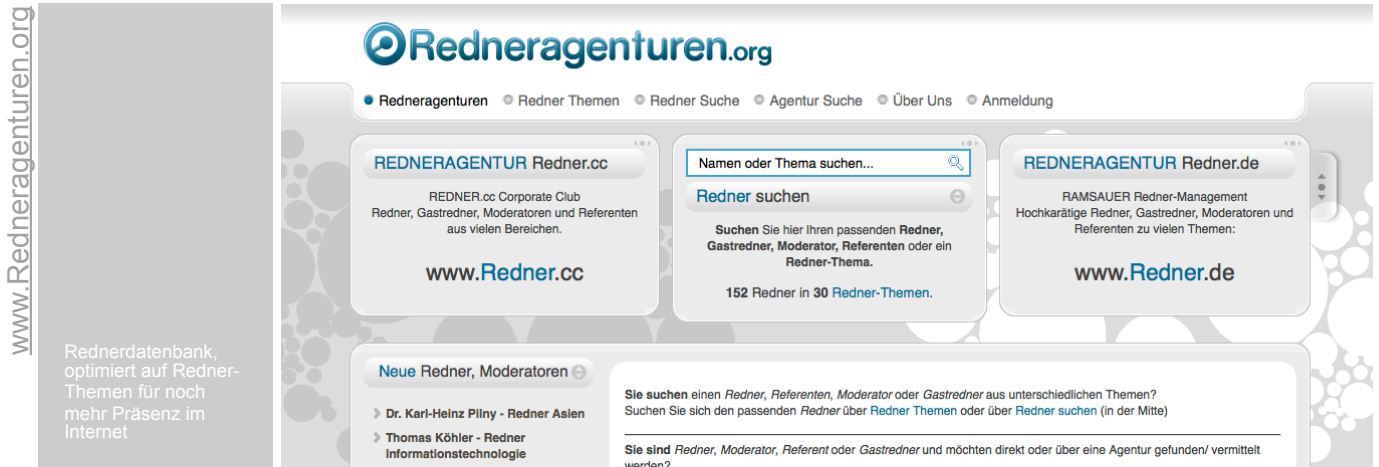 www.Redneragenturen.org
Rednerdatenbank,
optimiert auf Redner-
Themen für noch
mehr Präsenz im
Internet
Redneragenturen.org
Redneragenturen Redner Themen Redner Suche Agentur Suche Über Uns Anmeldung
REDNERAGENTUR Redner.cc
REDNER.cc Corporate Club
Redner, Gastredner, Moderatoren und Referenten
aus vielen Bereichen.
www.Redner.cc
Namen oder Thema suchen...
Redner suchen
Suchen Sie hier Ihren passenden Redner,
Gastredner, Moderator, Referenten oder ein
Redner-Thema.
152 Redner in 30 Redner-Themen.
REDNERAGENTUR Redner.de
RAMSAUER Redner-Management
Hochkarätige Redner, Gastredner, Moderatoren und
Referenten zu vielen Themen:
www.Redner.de
Neue Redner, Moderatoren
Dr. Karl-Heinz Pilny - Redner Asien
Thomas Köhler - Redner
Informationstechnologie
Sie suchen einen Redner, Referenten, Moderator oder Gastredner aus unterschiedlichen Themen?
Suchen Sie sich den passenden Redner über Redner Themen oder über Redner suchen (in der Mitte)
Sie sind Redner, Moderator, Referent oder Gastredner und möchten direkt oder über eine Agentur gefunden/ vermittelt
werden?